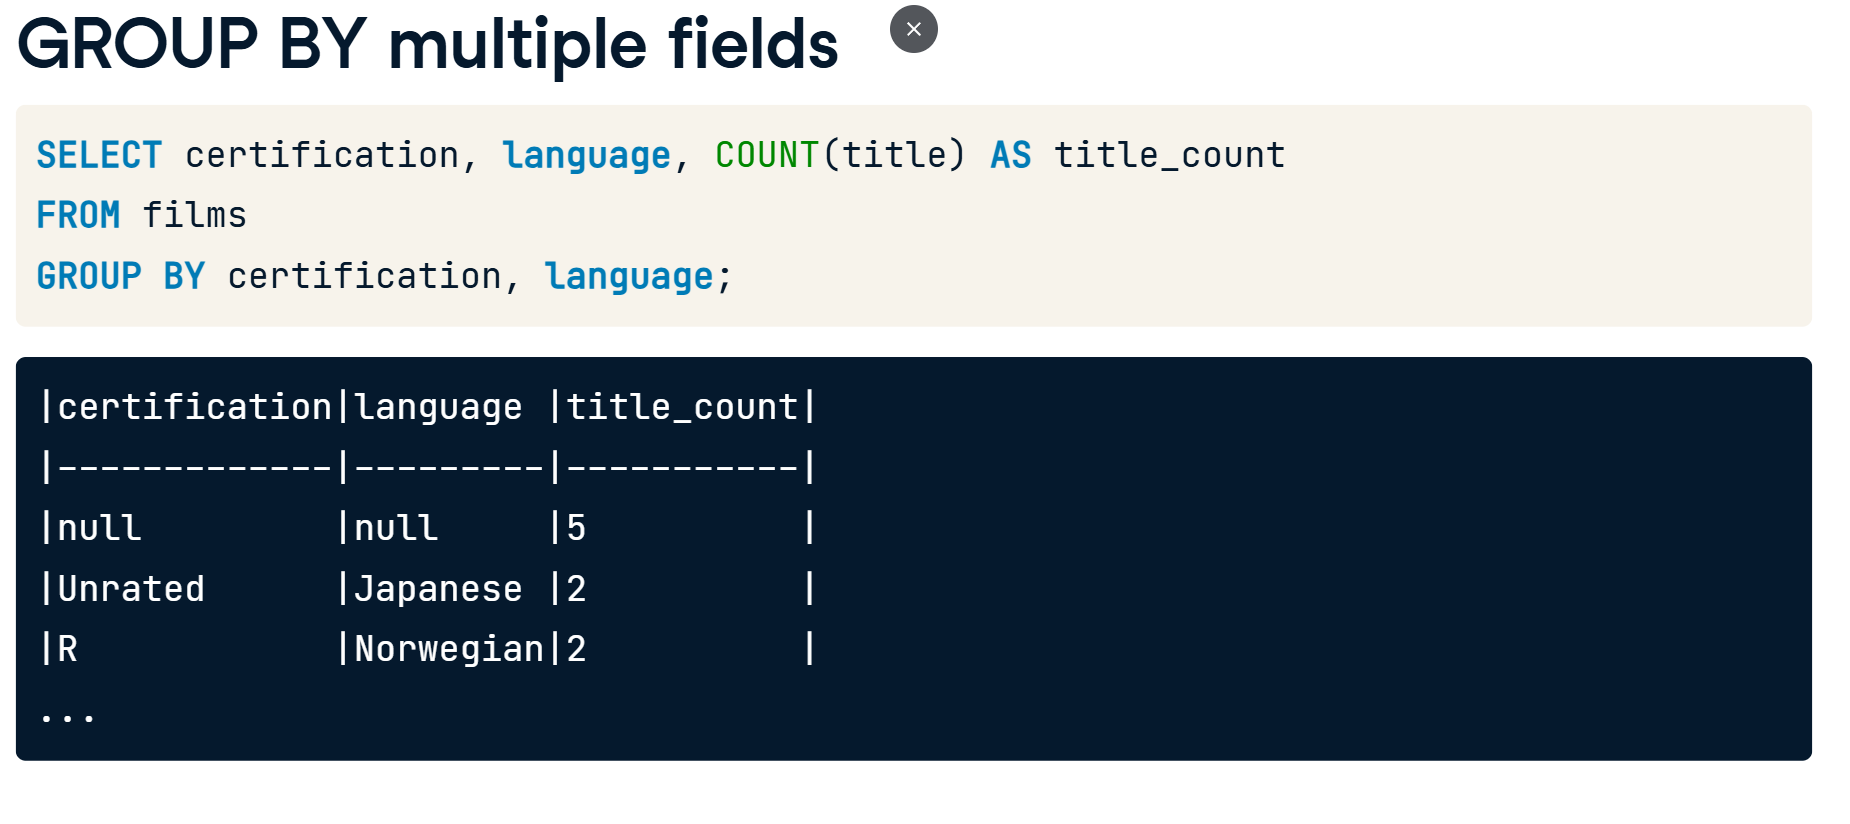 GROUP BY multiple fields
SELECT certification, language, COUNT(title) AS title_count
FROM films
GROUP BY certification, language;
|certification|language |title_count|
|-------------|---------|-----------|
|null         |null     |5          |
|Unrated      |Japanese |2          |
|R            |Norwegian|2          |
...